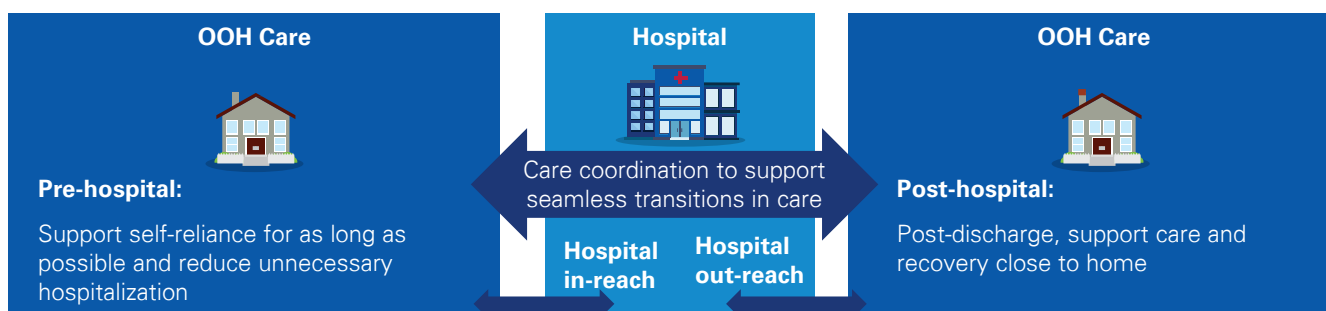 OOH Care
Pre-hospital:
Support self-reliance for as long as
possible and reduce unnecessary
hospitalization
Hospital
Care coordination to support
seamless transitions in care
Hospital
in-reach
Hospital
out-reach
OOH Care
Post-hospital:
Post-discharge, support care and
recovery close to home